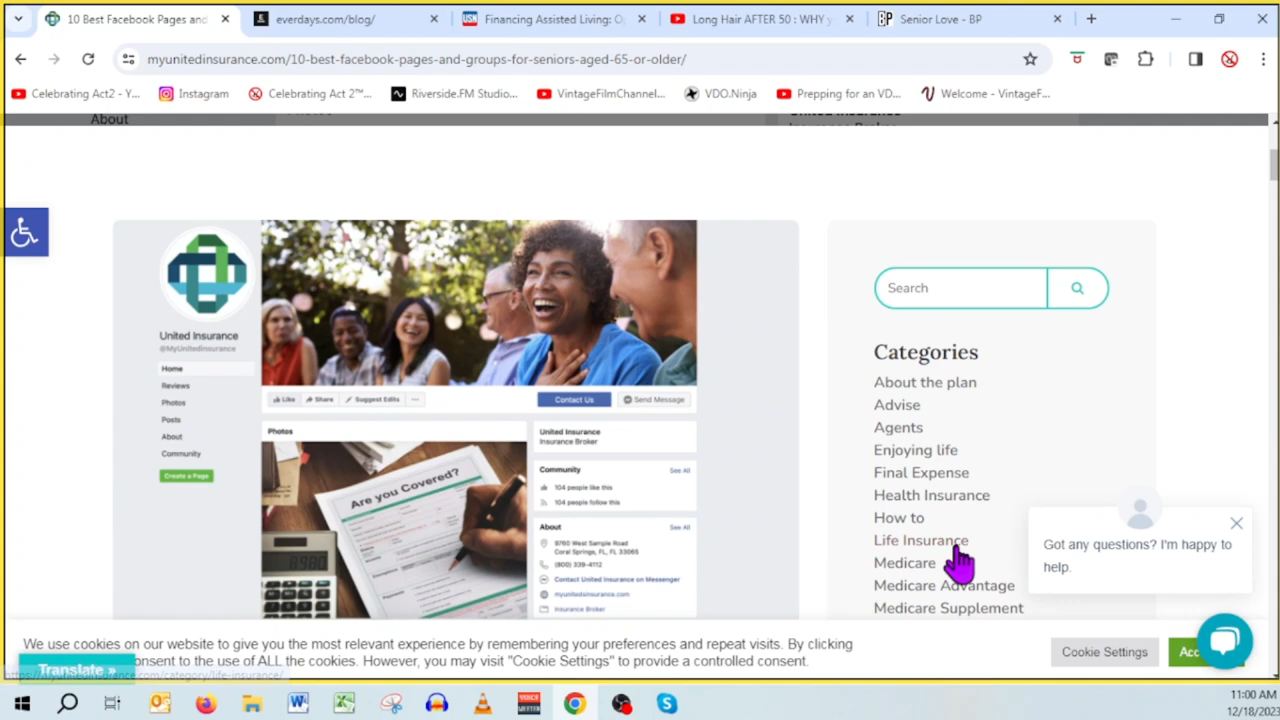 10 Best Facebook Pages and
everdays.com/blog/
Financing Assisted Living: O
Long Hair AFTER 50 : WHY
Senior Love - BP
myunitedinsurance.com/10-best-facebook-pages-and-groups-for-seniors-aged-65-or-older/
Celebrating Act2 - Y...
Instagram
Celebrating Act 2™...
Riverside.FM Studio...
VintageFilmChannel...
VDO.Ninja
Prepping for an VD...
Welcome - VintageF...
About
United Insurance
@MyUnitedinsurance
Home
Reviews
Photos
Posts
About
Community
Create a Page
Like
Share
Suggest Edits
Contact Us
Send Message
Photos
Are you Covered?
United Insurance
Insurance Broker
Community See All
104 people like this
104 people follow this
About See All
9760 West Sample Road
Coral Springs, FL, FL 33065
(800) 339-4112
Contact United Insurance on Messenger
myunitedinsurance.com
Insurance Broker
Search
Categories
About the plan
Advise
Agents
Enjoying life
Final Expense
Health Insurance
How to
Life Insurance
Medicare
Medicare Advantage
Medicare Supplement
Got any questions? I'm happy to
help.
We use cookies on our website to give you the most relevant experience by remembering your preferences and repeat visits. By clicking
onsent to the use of ALL the cookies. However, you may visit "Cookie Settings" to provide a controlled consent.
Cookie Settings
Acc
Translate »
https://myunitedinsurance.com/category/life-insurance/
VOICE
MEETER
11:00 AM
12/18/2023